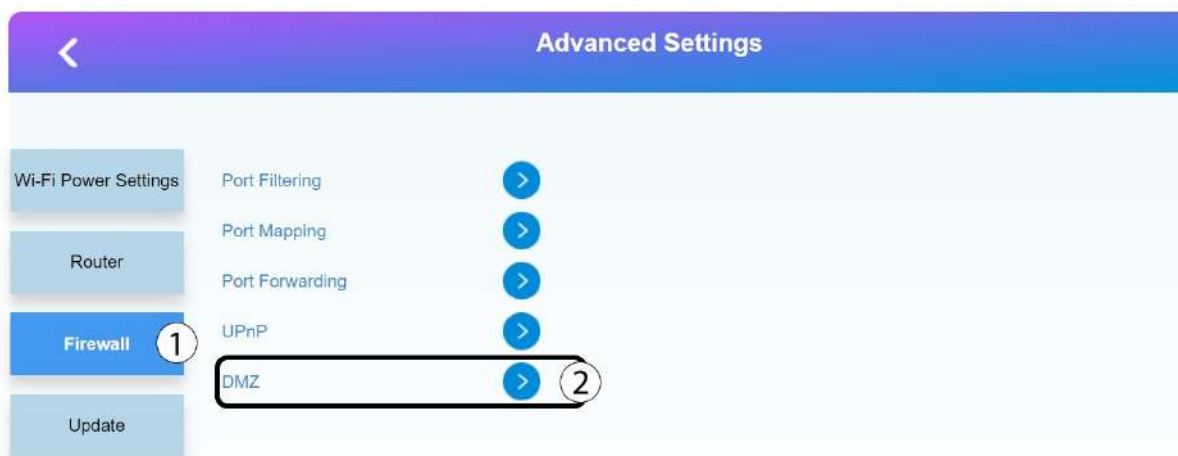 Advanced Settings
Wi-Fi Power Settings
Port Filtering
Port Mapping
Router
Port Forwarding
UPnP
Firewall
1
DMZ
2
Update